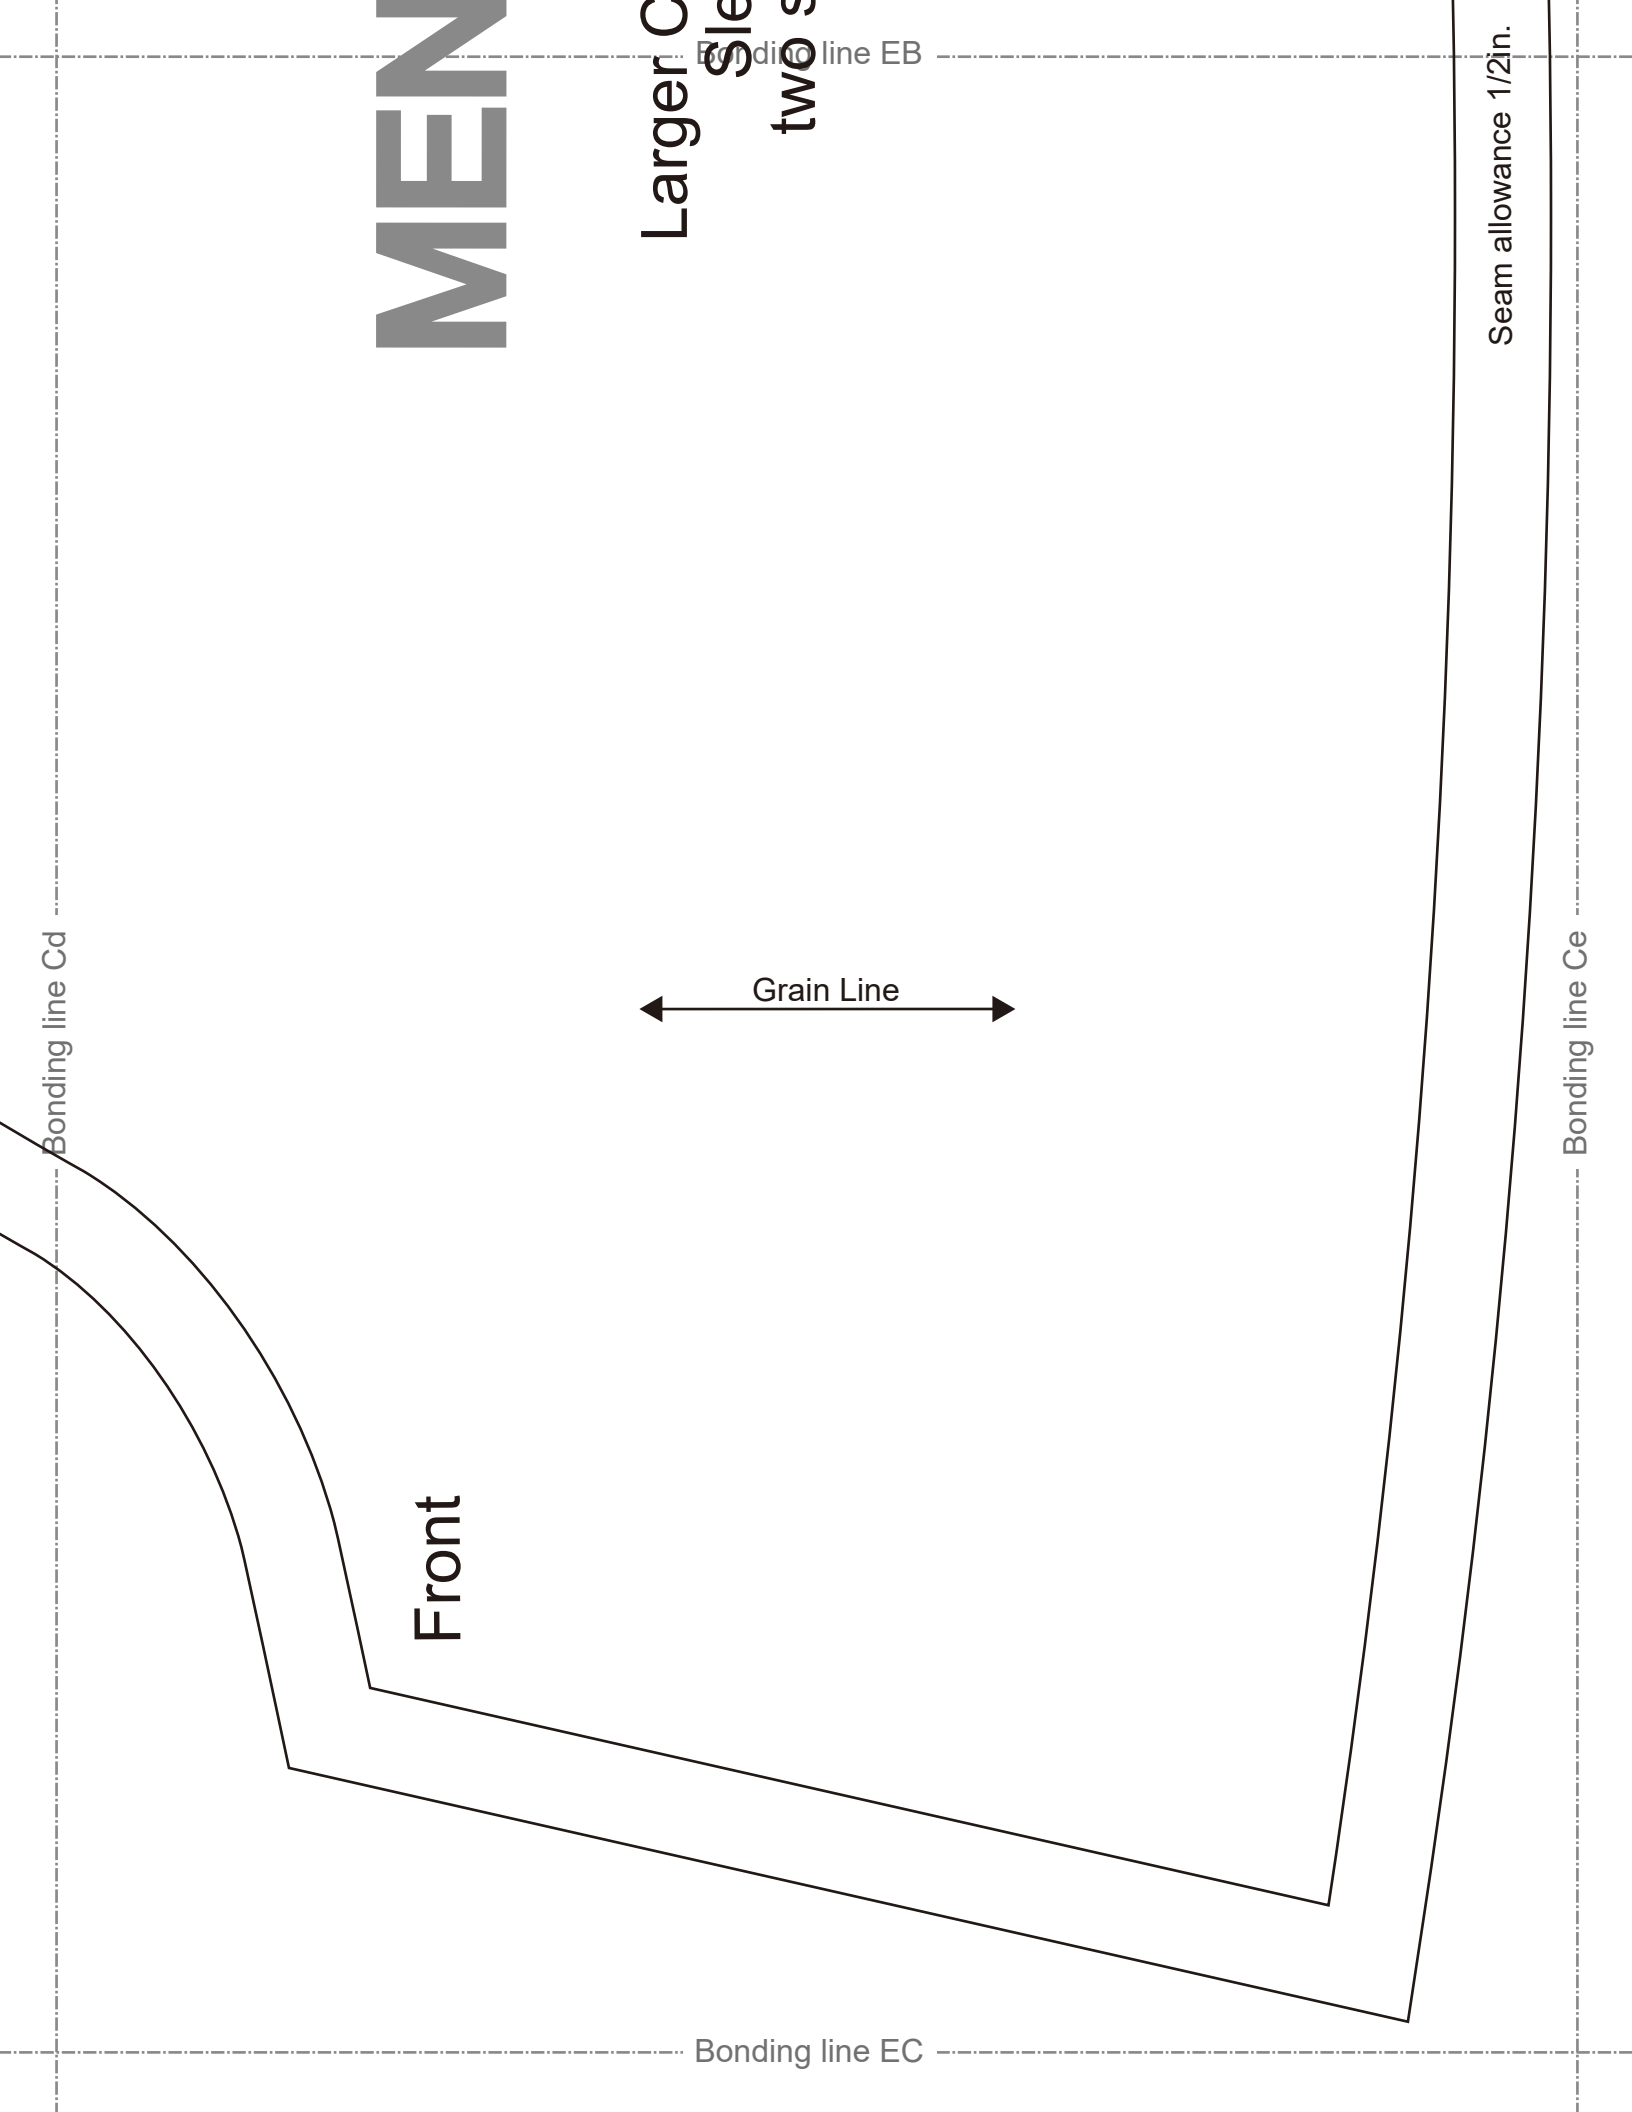 Bonding line EB
MEN
Larger
two
Seam allowance 1/2in.
Bonding line Cd
Grain Line
Bonding line Ce
Front
Bonding line EC